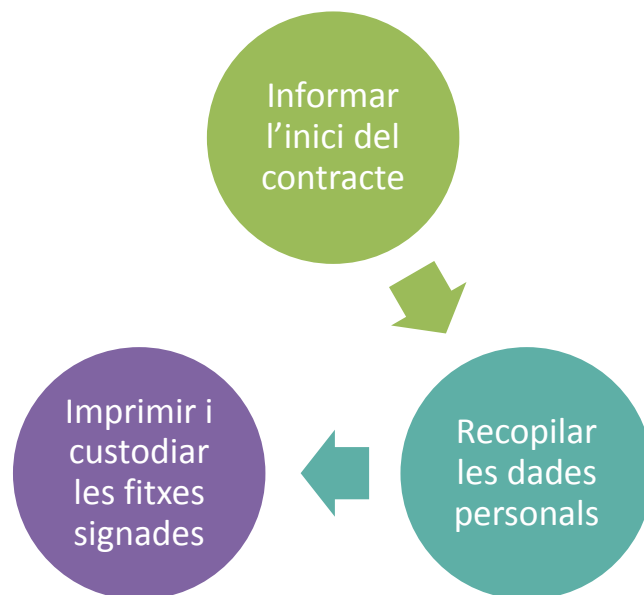 Informar
l’inici del
contracte
Recopilar
les dades
personals
Imprimir i
custodiar
les fitxes
signades